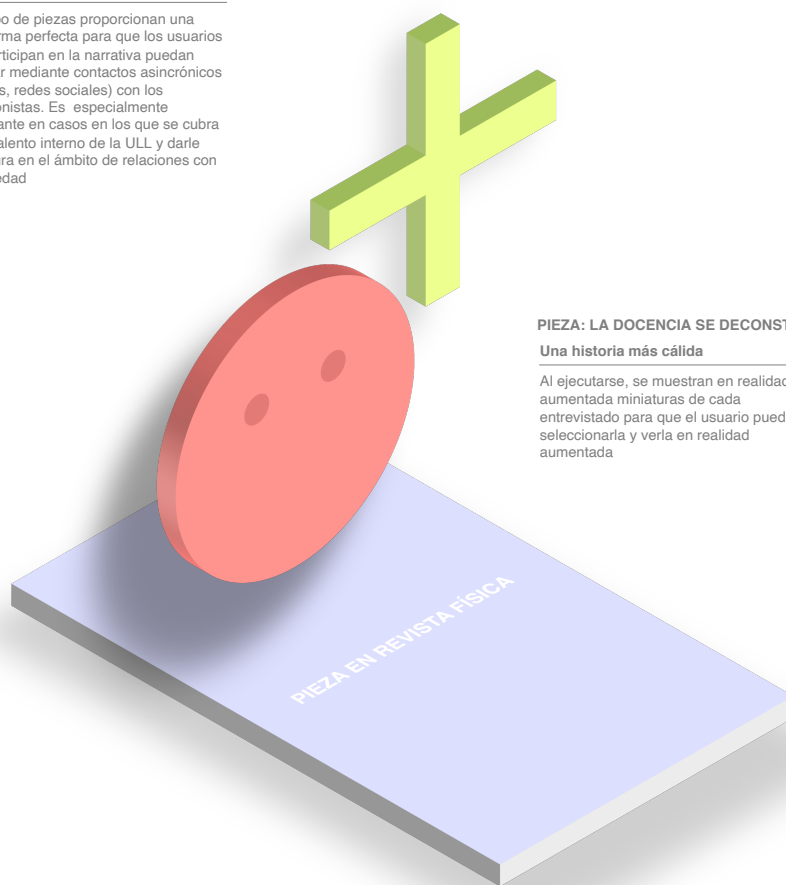 o de piezas proporcionan una
rma perfecta para que los usuarios
ticipan en la narrativa puedan
r mediante contactos asincrónicos
s, redes sociales) con los
nistas. Es especialmente
ante en casos en los que se cubra
alento interno de la ULL y darle
ra en el ámbito de relaciones con
edad
PIEZA: LA DOCENCIA SE DECONST
Una historia más cálida
Al ejecutarse, se muestran en realidad
aumentada miniaturas de cada
entrevistado para que el usuario pued
seleccionarla y verla en realidad
aumentada
PIEZA EN REVISTA FÍSICA